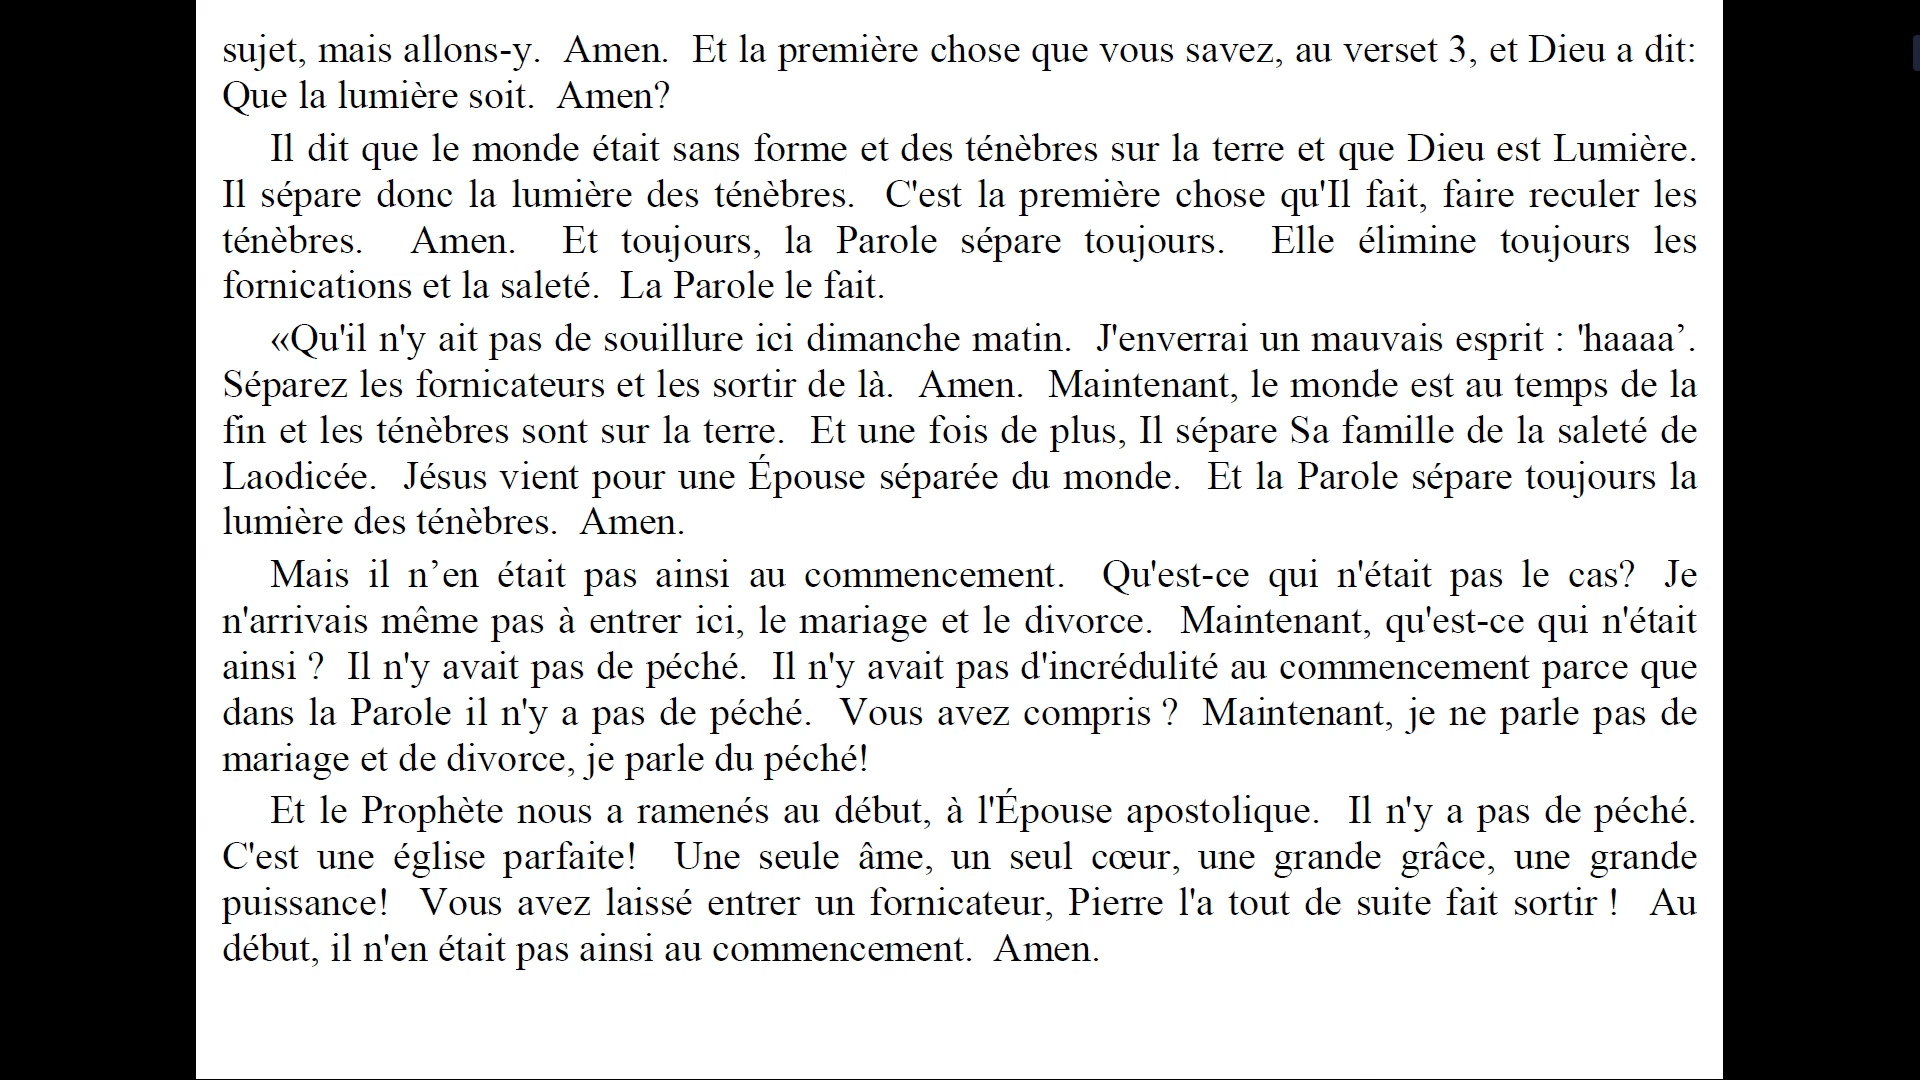 sujet, mais allons-y.  Amen.  Et la première chose que vous savez, au verset 3, et Dieu a dit:
Que la lumière soit.  Amen?
Il dit que le monde était sans forme et des ténèbres sur la terre et que Dieu est Lumière.
Il sépare donc la lumière des ténèbres.  C'est la première chose qu'Il fait, faire reculer les
ténèbres.  Amen.  Et toujours, la Parole sépare toujours.  Elle élimine toujours les
fornications et la saleté.  La Parole le fait.
«Qu'il n'y ait pas de souillure ici dimanche matin.  J'enverrai un mauvais esprit : 'haaaa’.
Séparez les fornicateurs et les sortir de là.  Amen.  Maintenant, le monde est au temps de la
fin et les ténèbres sont sur la terre.  Et une fois de plus, Il sépare Sa famille de la saleté de
Laodicée.  Jésus vient pour une Épouse séparée du monde.  Et la Parole sépare toujours la
lumière des ténèbres.  Amen.
Mais il n’en était pas ainsi au commencement.  Qu'est-ce qui n'était pas le cas?  Je
n'arrivais même pas à entrer ici, le mariage et le divorce.  Maintenant, qu'est-ce qui n'était
ainsi ?  Il n'y avait pas de péché.  Il n'y avait pas d'incrédulité au commencement parce que
dans la Parole il n'y a pas de péché.  Vous avez compris ?  Maintenant, je ne parle pas de
mariage et de divorce, je parle du péché!
Et le Prophète nous a ramenés au début, à l'Épouse apostolique.  Il n'y a pas de péché.
C'est une église parfaite!  Une seule âme, un seul cœur, une grande grâce, une grande
puissance!  Vous avez laissé entrer un fornicateur, Pierre l'a tout de suite fait sortir !  Au
début, il n'en était pas ainsi au commencement.  Amen.